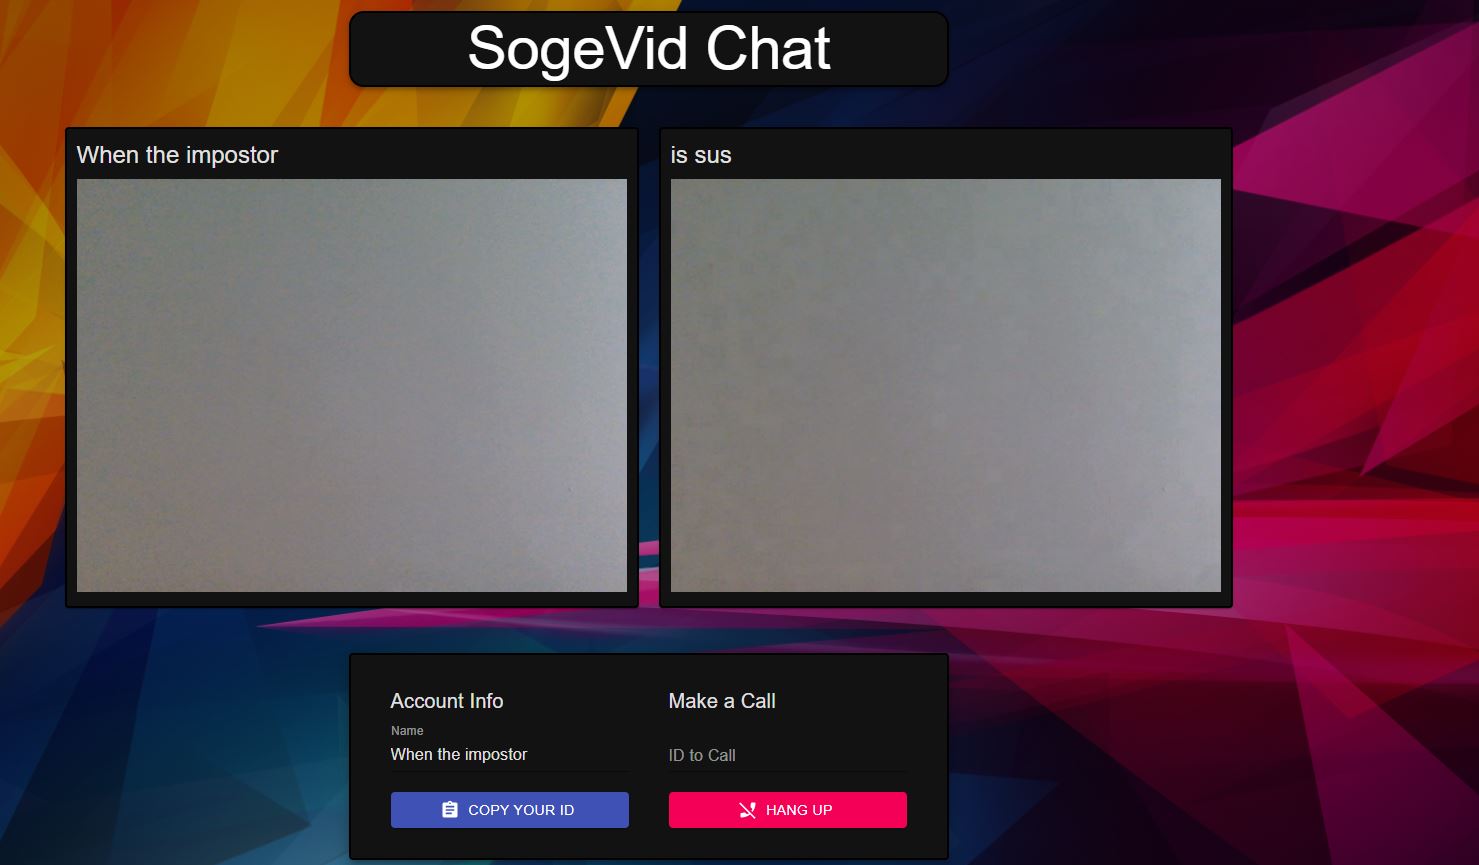 SogeVid Chat
When the impostor
is sus
Account Info
Name
When the impostor
COPY YOUR ID
Make a Call
ID to Call
HANG UP